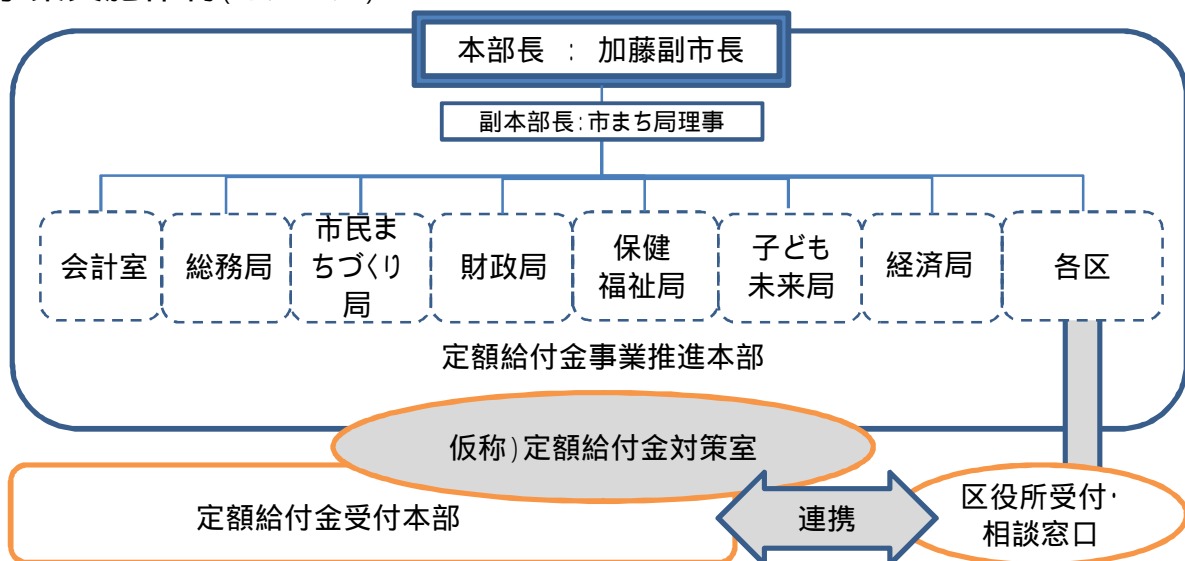 本部長 : 加藤副市長
副本部長:市まち局理事
会計室
総務局
市民ま
ちづくり
局
財政局
保健
福祉局
子ども
未来局
経済局
各区
定額給付金事業推進本部
仮称)定額給付金対策室
定額給付金受付本部
連携
区役所受付・
相談窓口